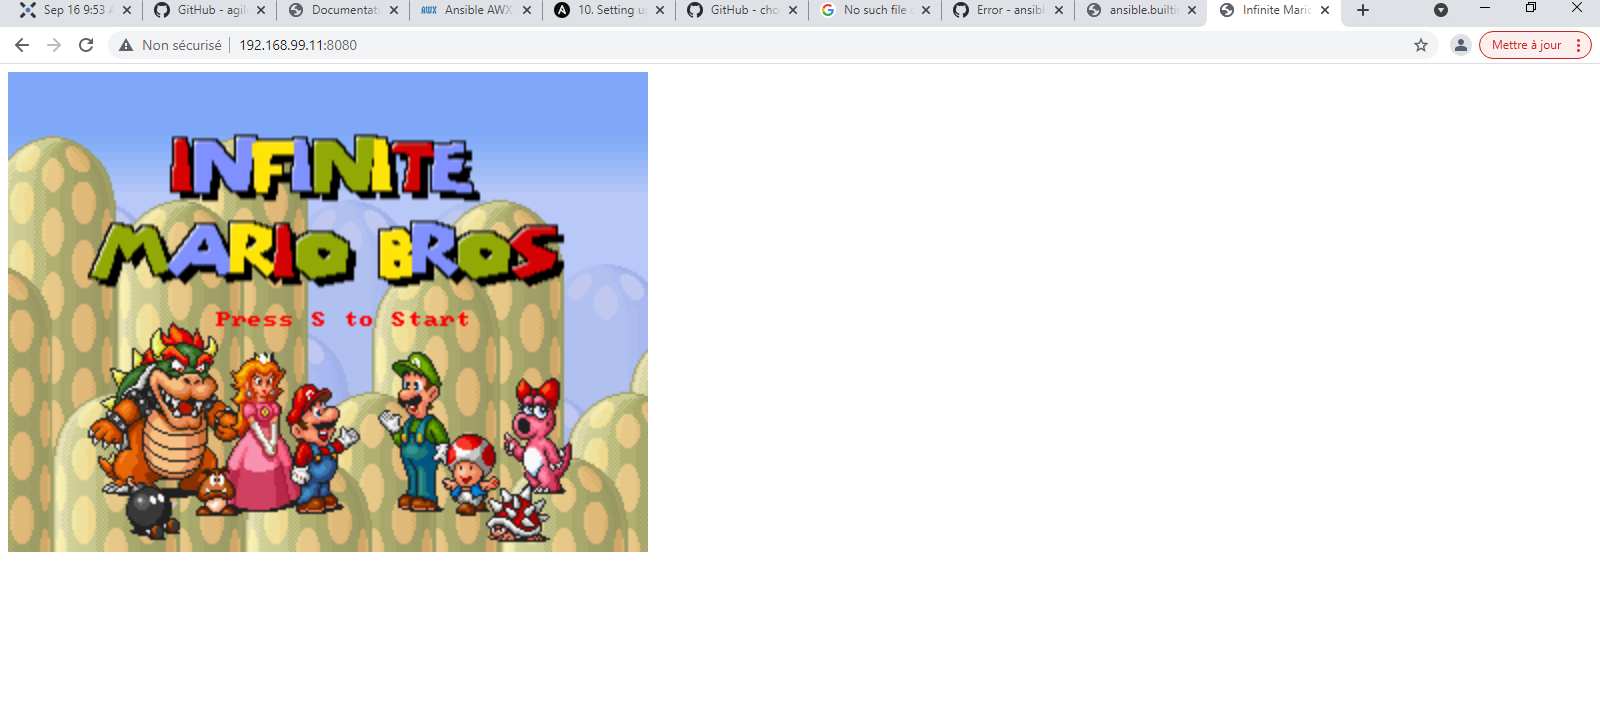 Sep 16 9:53
GitHub - agil
Documentat
AWX Ansible AWX
A 10. Setting u
GitHub - cho
G No such file
Error - ansibl
ansible.builti
Infinite Mari
Non sécurisé 192.168.99.11:8080
Mettre à jour
INFINITE
MARIO BROS
Press S to Start